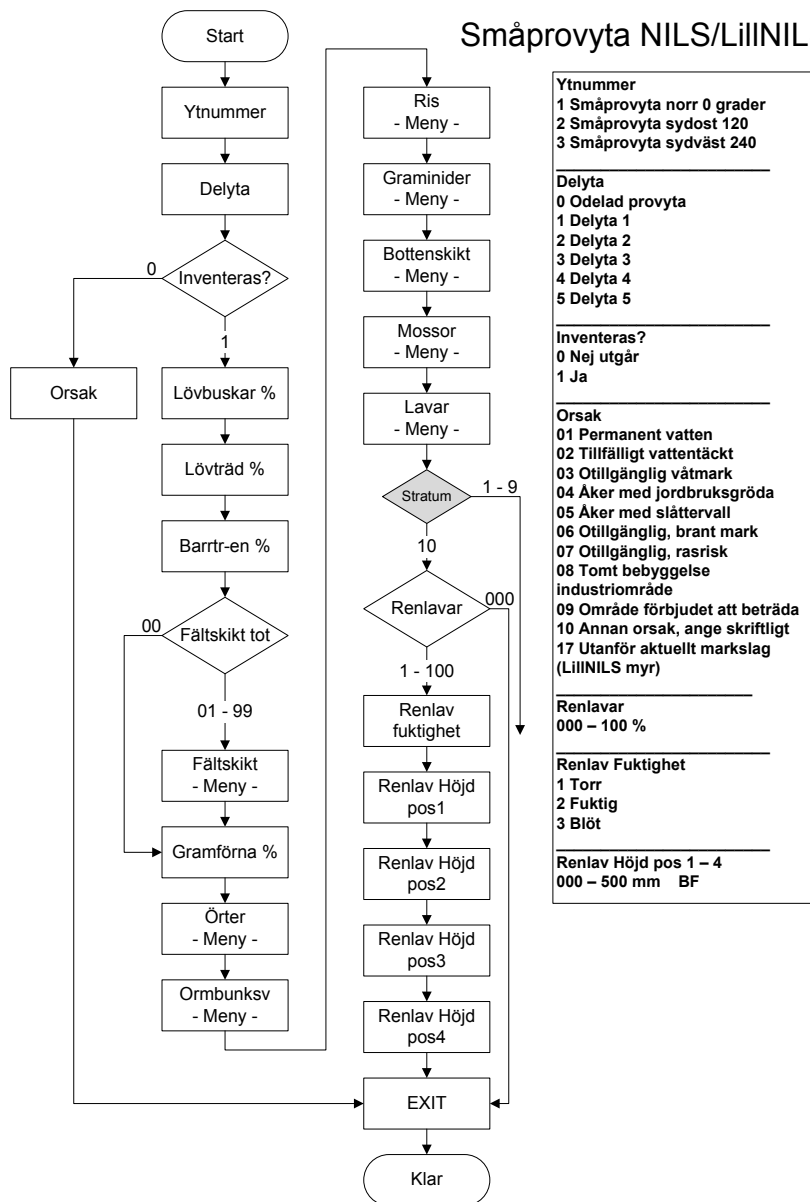 Småprovyta NILS/LillNIL
Start
Ytnummer
Delyta
Inventeras?
0
1
Orsak
Lövbuskar %
Lövträd %
Barrtr-en %
Fältskikt tot
00
01 - 99
Fältskikt
- Meny -
Gramförna %
Örter
- Meny -
Ormbunksv
- Meny -
Ris
- Meny -
Graminider
- Meny -
Bottenskikt
- Meny -
Mossor
- Meny -
Lavar
- Meny -
Stratum
1 - 9
10
Renlavar
000
1 - 100
Renlav
fuktighet
Renlav Höjd
pos1
Renlav Höjd
pos2
Renlav Höjd
pos3
Renlav Höjd
pos4
EXIT
Klar
Ytnummer
1 Småprovyta norr 0 grader
2 Småprovyta sydost 120
3 Småprovyta sydväst 240
Delyta
0 Odelad provyta
1 Delyta 1
2 Delyta 2
3 Delyta 3
4 Delyta 4
5 Delyta 5
Inventeras?
0 Nej utgår
1 Ja
Orsak
01 Permanent vatten
02 Tillfälligt vattentäckt
03 Otillgänglig våtmark
04 Åker med jordbruksgröda
05 Åker med slåttervall
06 Otillgänglig, brant mark
07 Otillgänglig, rasrisk
08 Tomt bebyggelse
industriområde
09 Område förbjudet att beträda
10 Annan orsak, ange skriftligt
17 Utanför aktuellt markslag
(LillNILS myr)
Renlavar
000 – 100 %
Renlav Fuktighet
1 Torr
2 Fuktig
3 Blöt
Renlav Höjd pos 1 – 4
000 – 500 mm BF